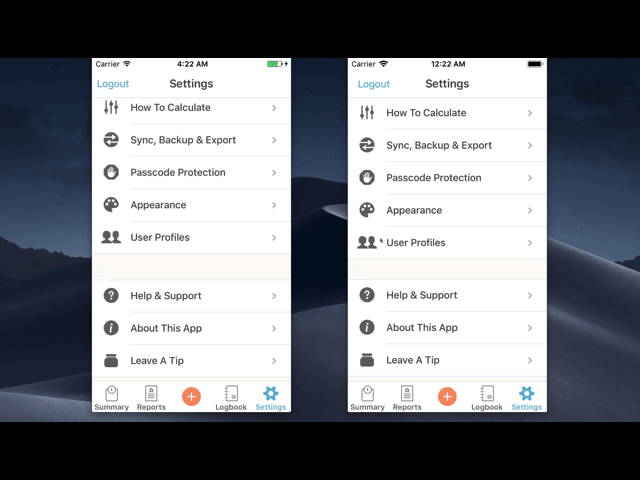 Carrier 4:22 AM
Logout Settings
How To Calculate
Sync, Backup & Export
Passcode Protection
Appearance
User Profiles
Help & Support
About This App
Leave A Tip
Summary Reports Logbook Settings
Carrier 12:22 AM
Logout Settings
How To Calculate
Sync, Backup & Export
Passcode Protection
Appearance
User Profiles
Help & Support
About This App
Leave A Tip
Summary Reports Logbook Settings